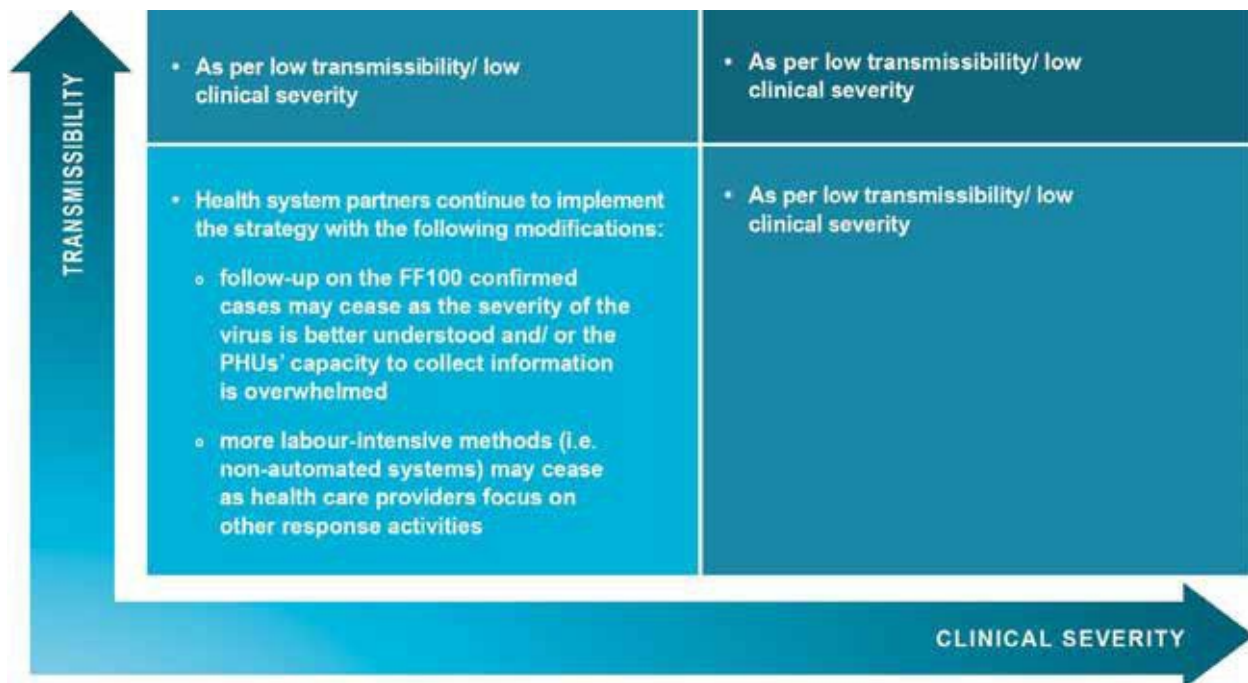 TRANSMISSIBILITY
• As per low transmissibility/ low
clinical severity
• As per low transmissibility/ low
clinical severity
• Health system partners continue to implement
the strategy with the following modifications:
o follow-up on the FF100 confirmed
cases may cease as the severity of the
virus is better understood and/ or the
PHUs’ capacity to collect information
is overwhelmed
o more labour-intensive methods (i.e.
non-automated systems) may cease
as health care providers focus on
other response activities
• As per low transmissibility/ low
clinical severity
CLINICAL SEVERITY